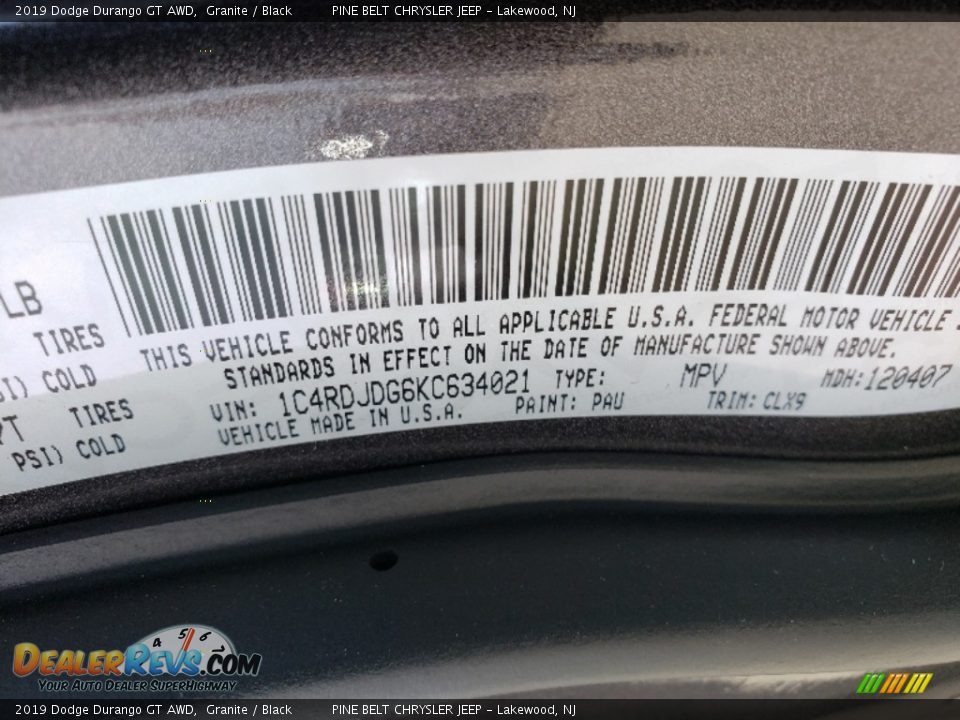 2019 Dodge Durango GT AWD, Granite / Black PINE BELT CHRYSLER JEEP - Lakewood, NJ
LB
TIRES
COLD
TIRES
PSI) COLD
THIS VEHICLE CONFORMS TO ALL APPLICABLE U.S.A. FEDERAL MOTOR VEHICLE
STANDARDS IN EFFECT ON THE DATE OF MANUFACTURE SHOWN ABOVE.
VIN: 1C4RDJDG6KC634021 TYPE: MPV MDH:120407
VEHICLE MADE IN U.S.A. PAINT: PAU TRIM: CLX9
4 5 6
DEALERREVS.COM
YOUR AUTO DEALER SUPERHIGHWAY
2019 Dodge Durango GT AWD, Granite / Black PINE BELT CHRYSLER JEEP - Lakewood, NJ